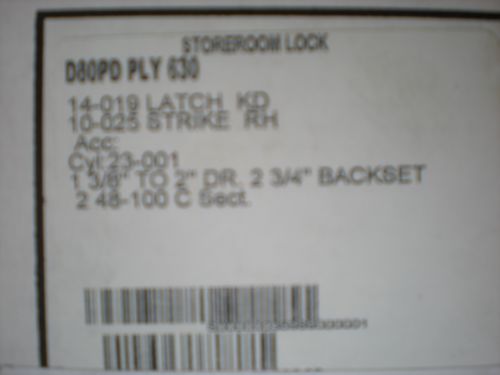 STOREROOM LOCK
D80PD PLY 630
14-019 LATCH KD
10-025 STRIKE RH
Acc:
Cyl:23-001
1 3/8" TO 2" DR. 2 3/4" BACKSET
2 48-100 C Sect.